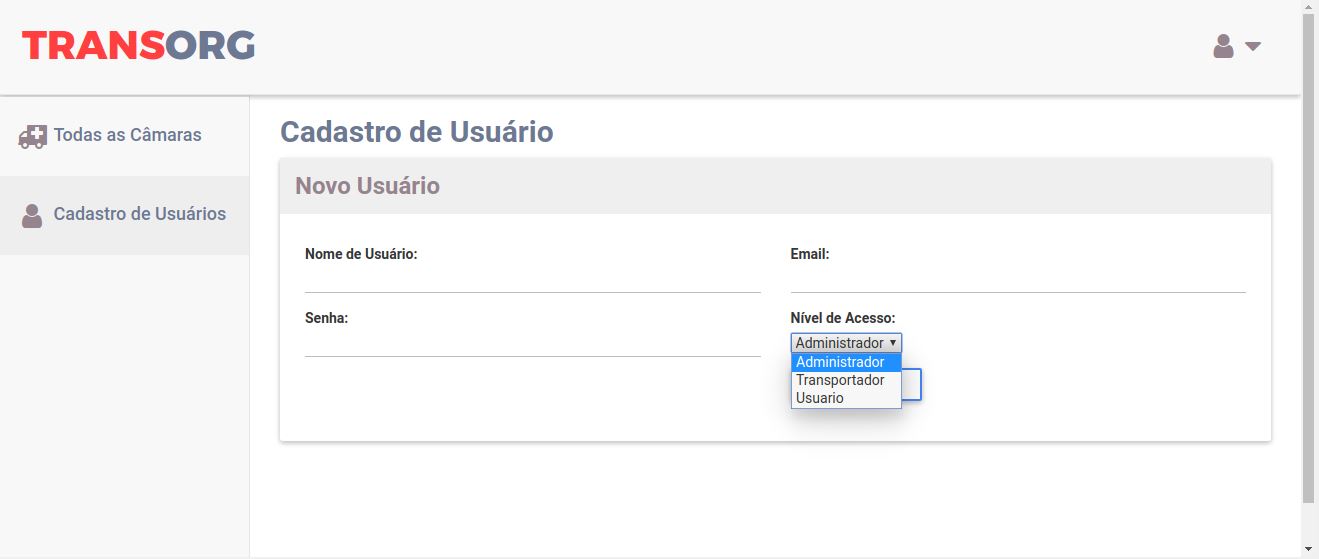 TRANSORG
Todas as Câmaras
Cadastro de Usuários
Cadastro de Usuário
Novo Usuário
Nome de Usuário:
Email:
Senha:
Nível de Acesso:
Administrador
Administrador
Transportador
Usuario